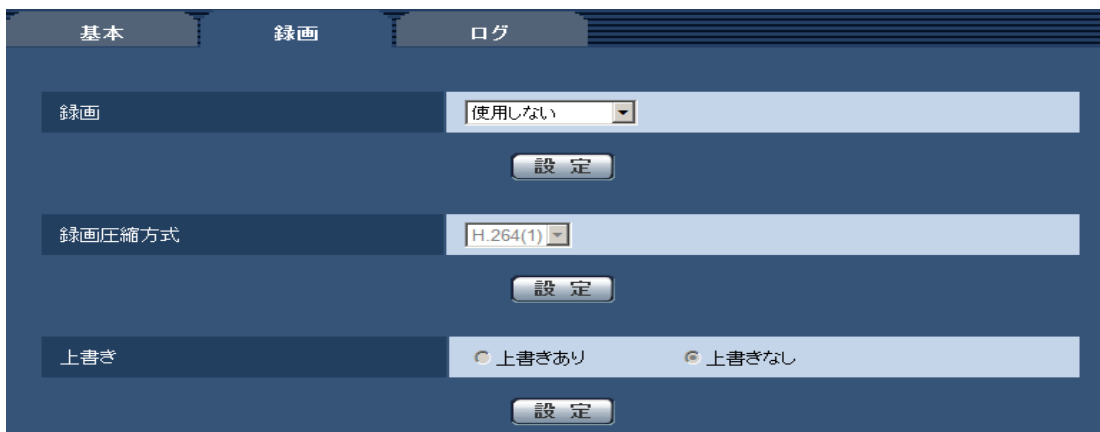 基本 録画 ログ
録画 使用しない
設 定
録画圧縮方式 H.264(1)
設 定
上書き 上書きあり 上書きなし
設 定